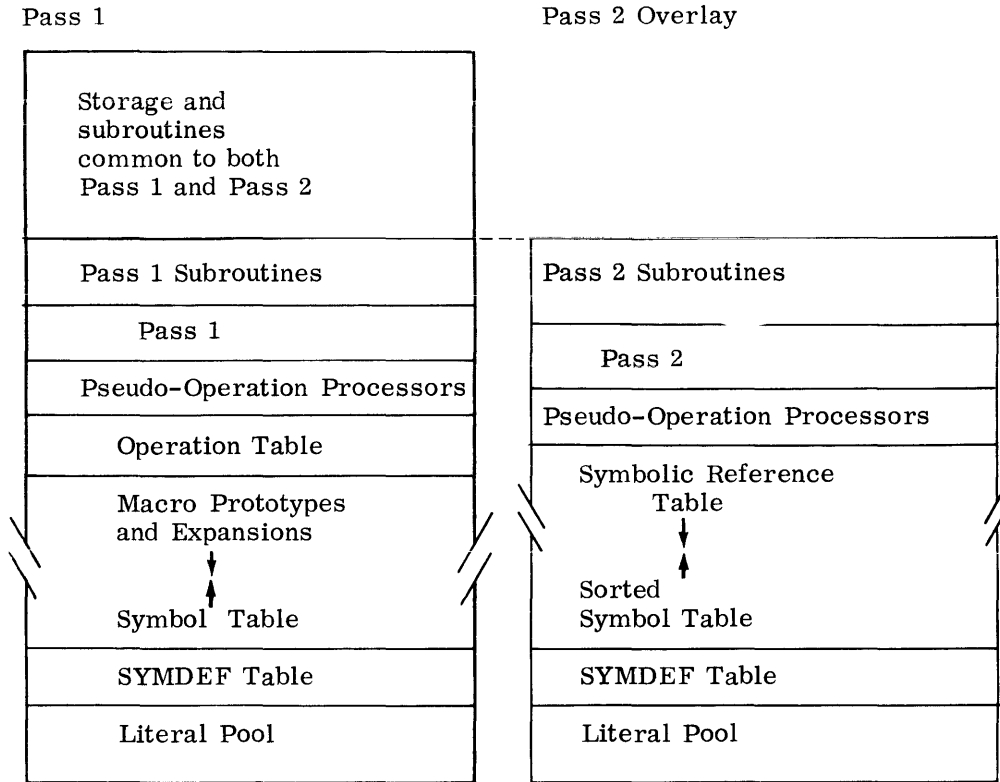 Pass 1
Pass 2 Overlay
Storage and
subroutines
common to both
Pass 1 and Pass 2
Pass 1 Subroutines
Pass 1
Pseudo-Operation Processors
Operation Table
Macro Prototypes
and Expansions
Symbol Table
SYMDEF Table
Literal Pool
Pass 2 Subroutines
Pass 2
Pseudo-Operation Processors
Symbolic Reference
Table
Sorted
Symbol Table
SYMDEF Table
Literal Pool